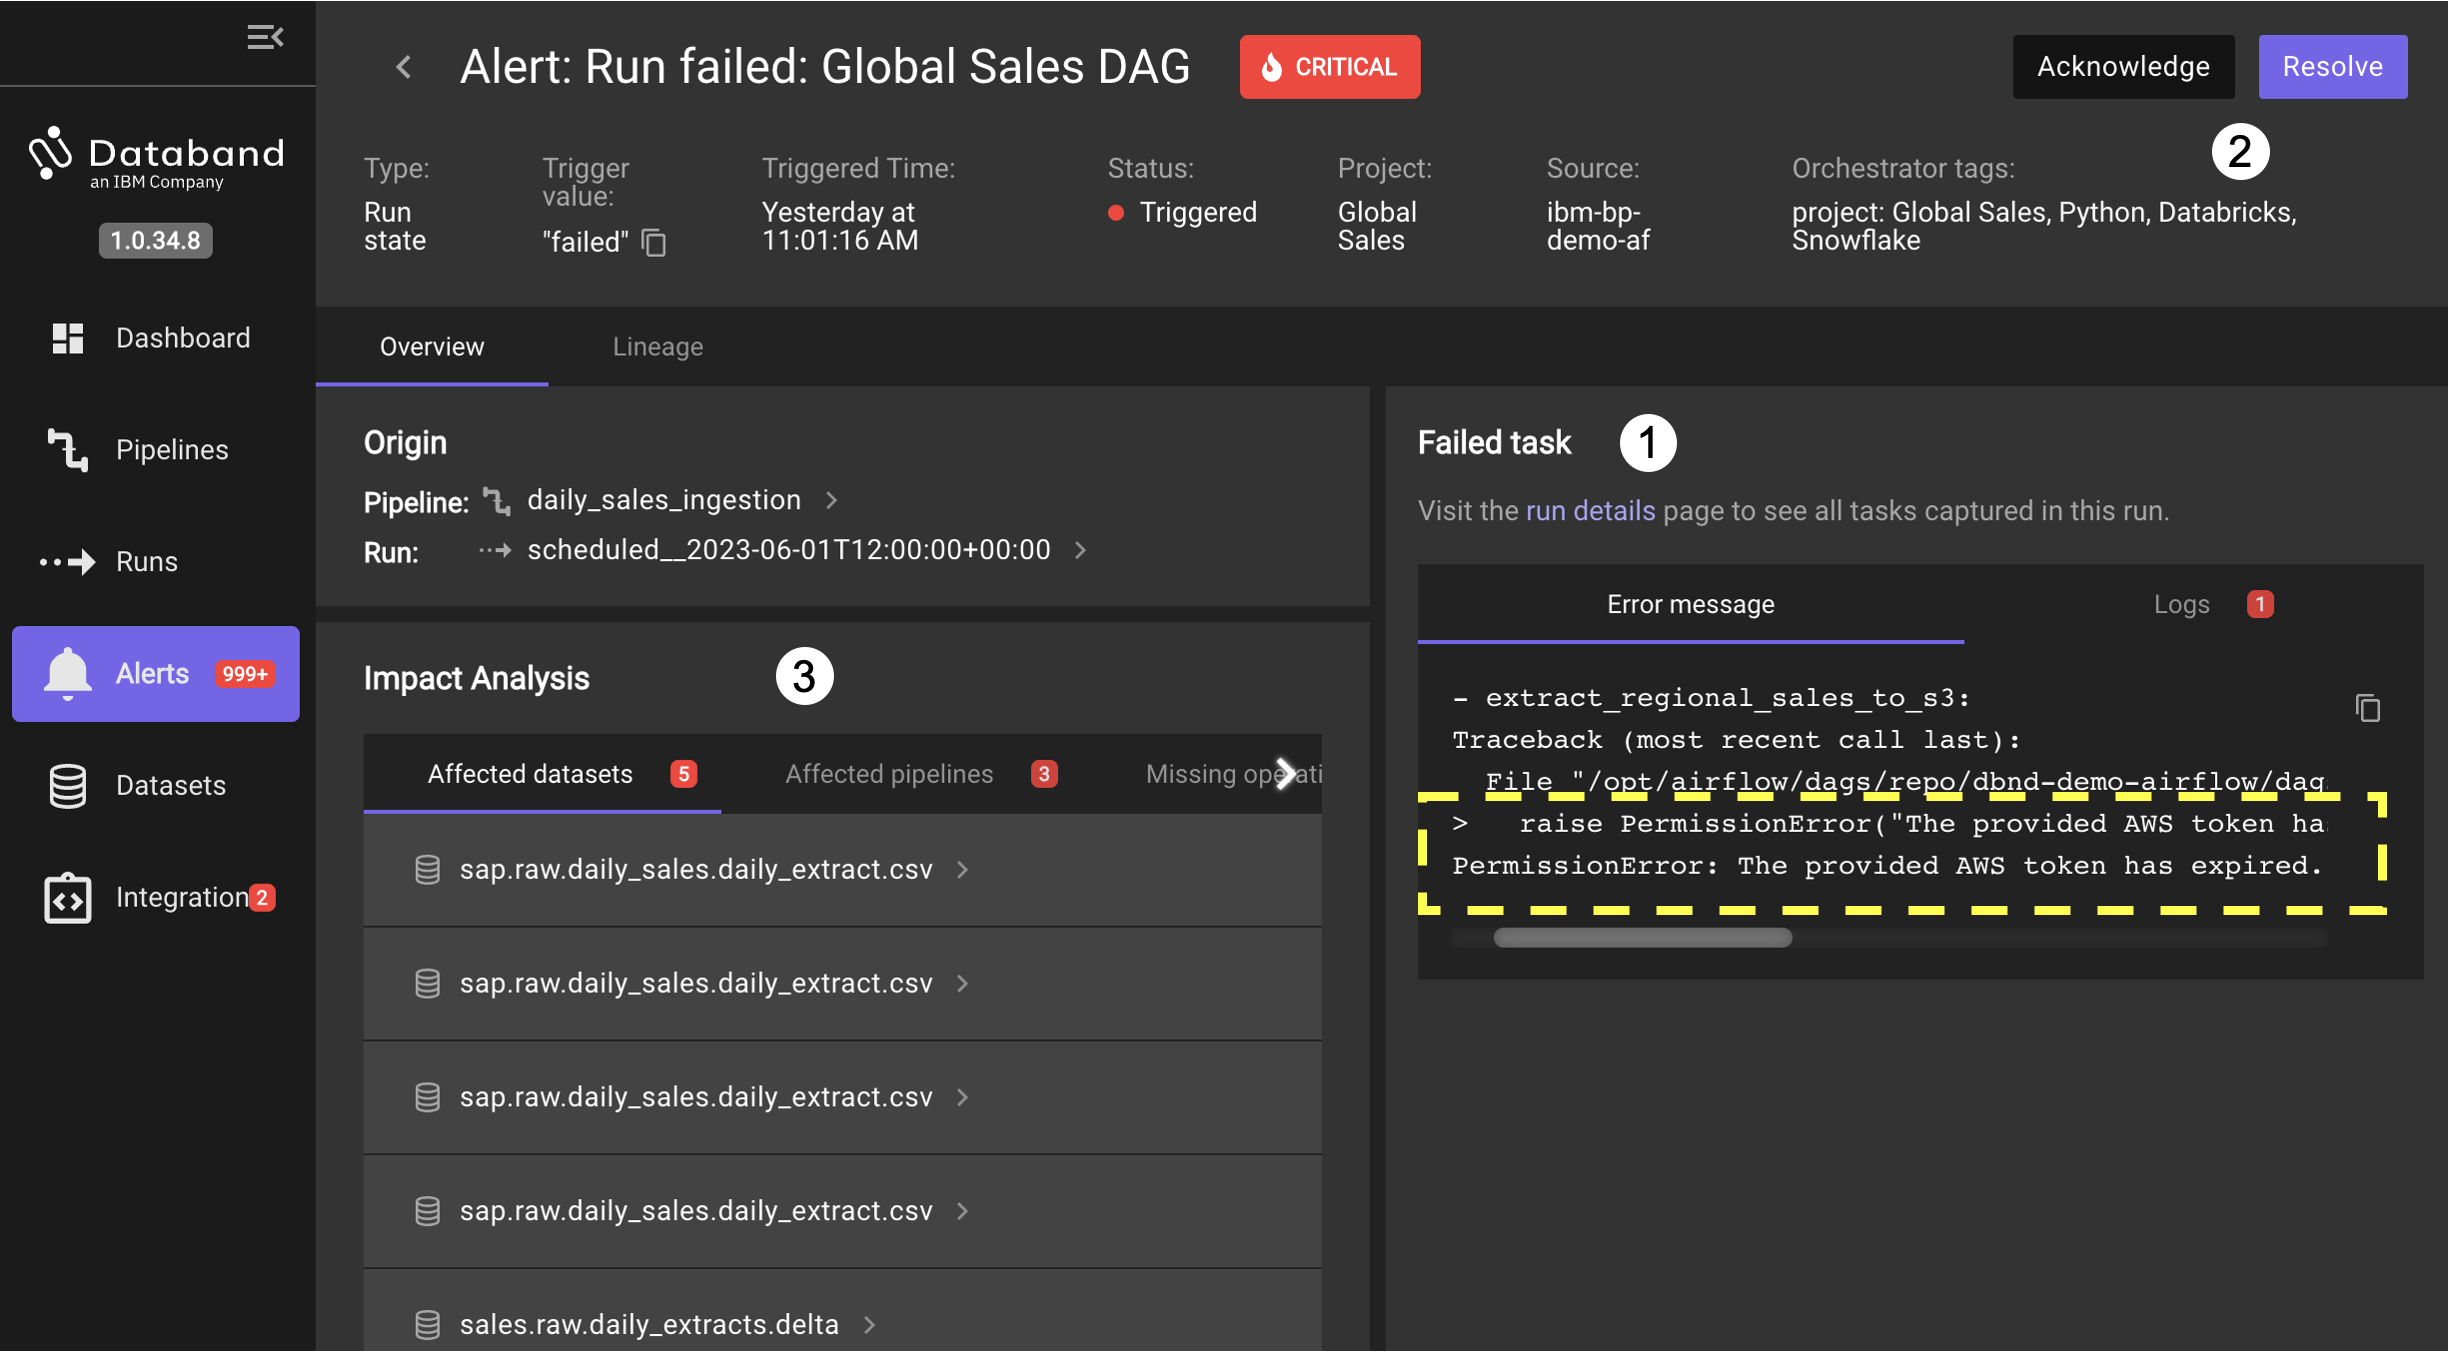 Alert: Run failed: Global Sales DAG
CRITICAL
Acknowledge
Resolve
Databand
an IBM Company
1.0.34.8
Dashboard
Pipelines
Runs
Alerts 999+
Datasets
Integration 2
Type:
Run
state
Trigger
value:
"failed"
Triggered Time:
Yesterday at
11:01:16 AM
Status:
Triggered
Project:
Global
Sales
Source:
ibm-bp-
demo-af
Orchestrator tags:
project: Global Sales, Python, Databricks,
Snowflake
2
Overview
Lineage
Origin
Pipeline: daily_sales_ingestion
Run: scheduled__2023-06-01T12:00:00+00:00
Impact Analysis
3
Affected datasets 5
Affected pipelines 3
Missing
sap.raw.daily_sales.daily_extract.csv
sap.raw.daily_sales.daily_extract.csv
sap.raw.daily_sales.daily_extract.csv
sap.raw.daily_sales.daily_extract.csv
sales.raw.daily_extracts.delta
Failed task
1
Visit the run details page to see all tasks captured in this run.
Error message
Logs 1
- extract_regional_sales_to_s3:
Traceback (most recent call last):
File "/opt/airflow/dags/repo/dbnd-demo-airflow/dag
> raise PermissionError("The provided AWS token ha
PermissionError: The provided AWS token has expired.